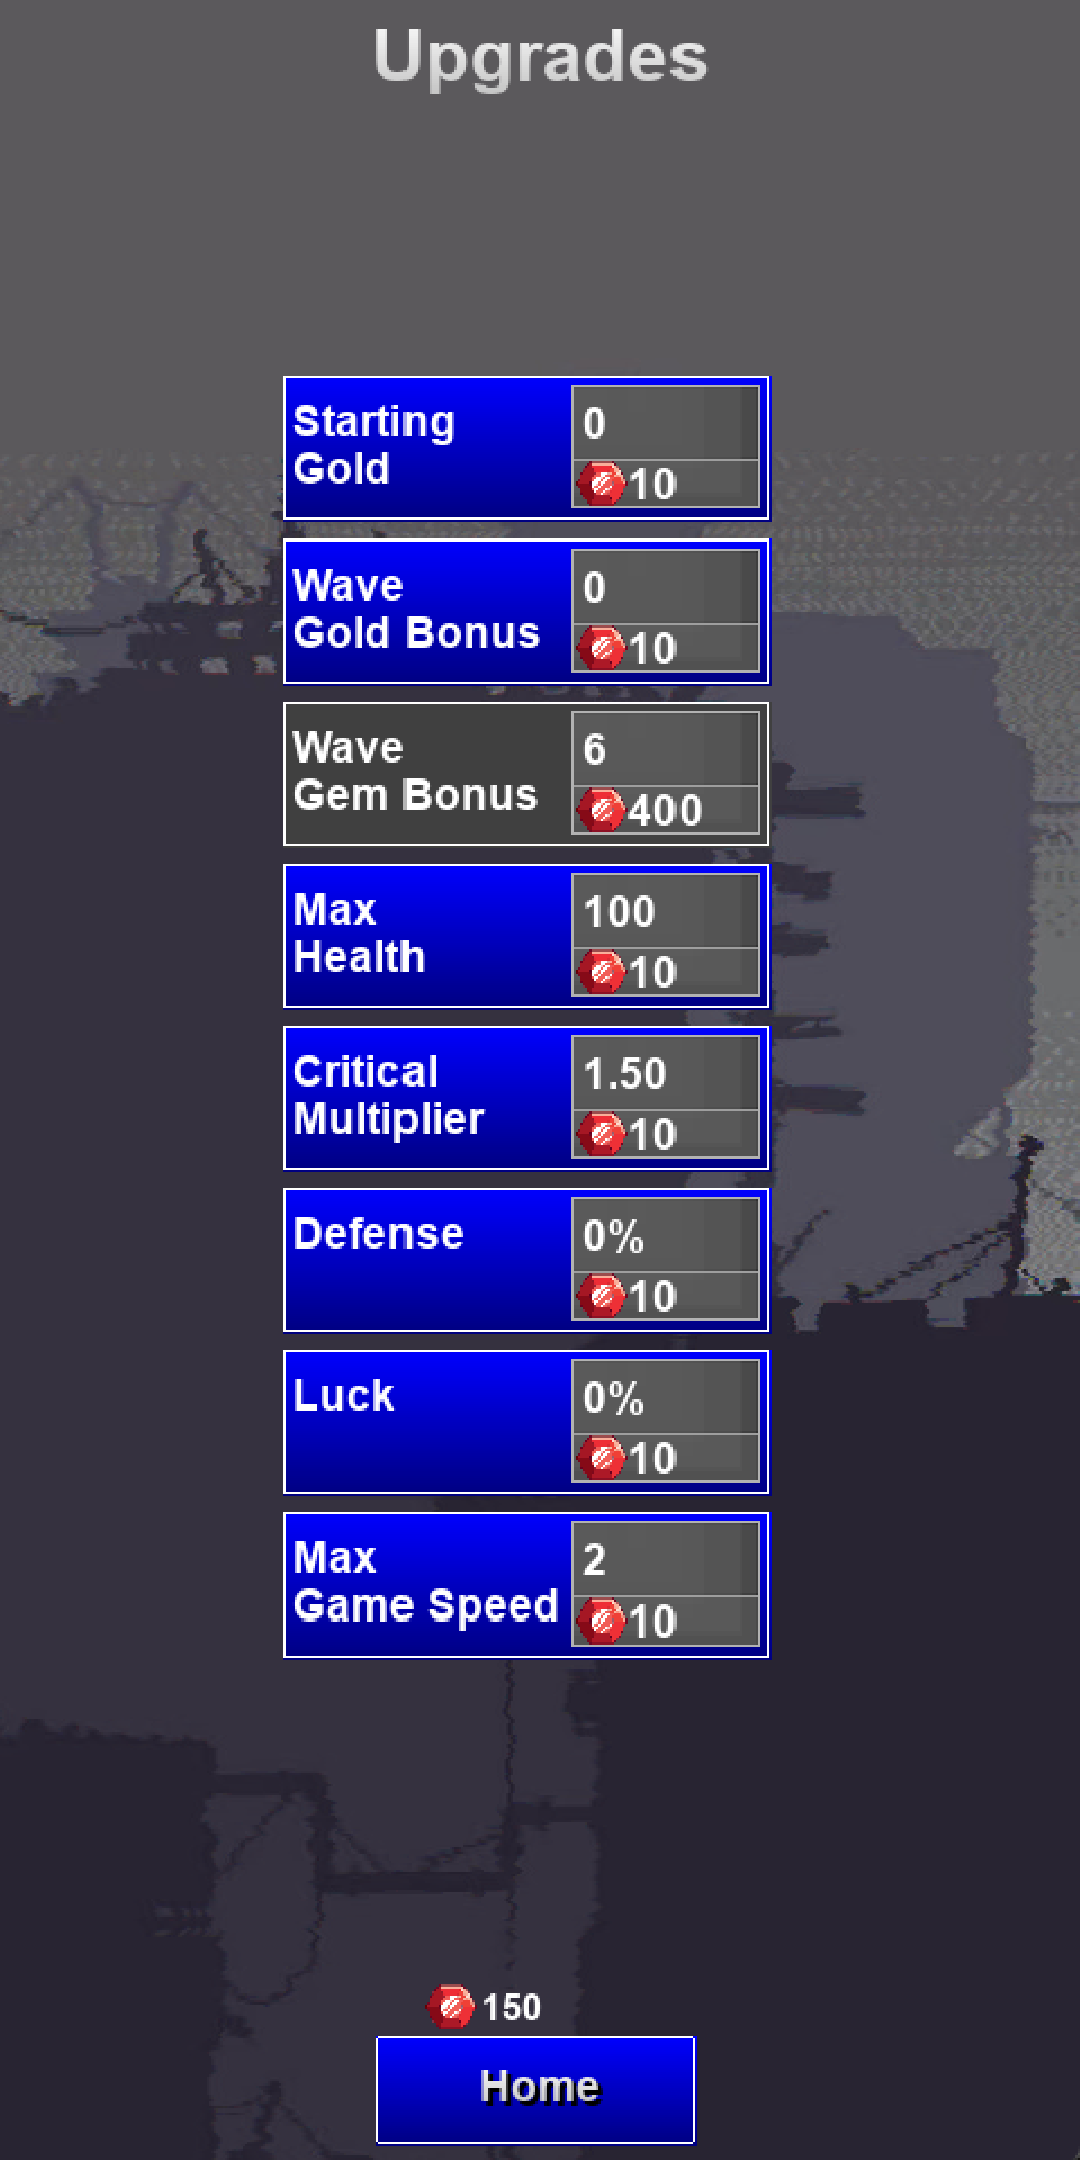 Upgrades
Starting
Gold
0
10
Wave
Gold Bonus
0
10
Wave
Gem Bonus
6
400
Max
Health
100
10
Critical
Multiplier
1.50
10
Defense
0%
10
Luck
0%
10
Max
Game Speed
2
10
150
Home